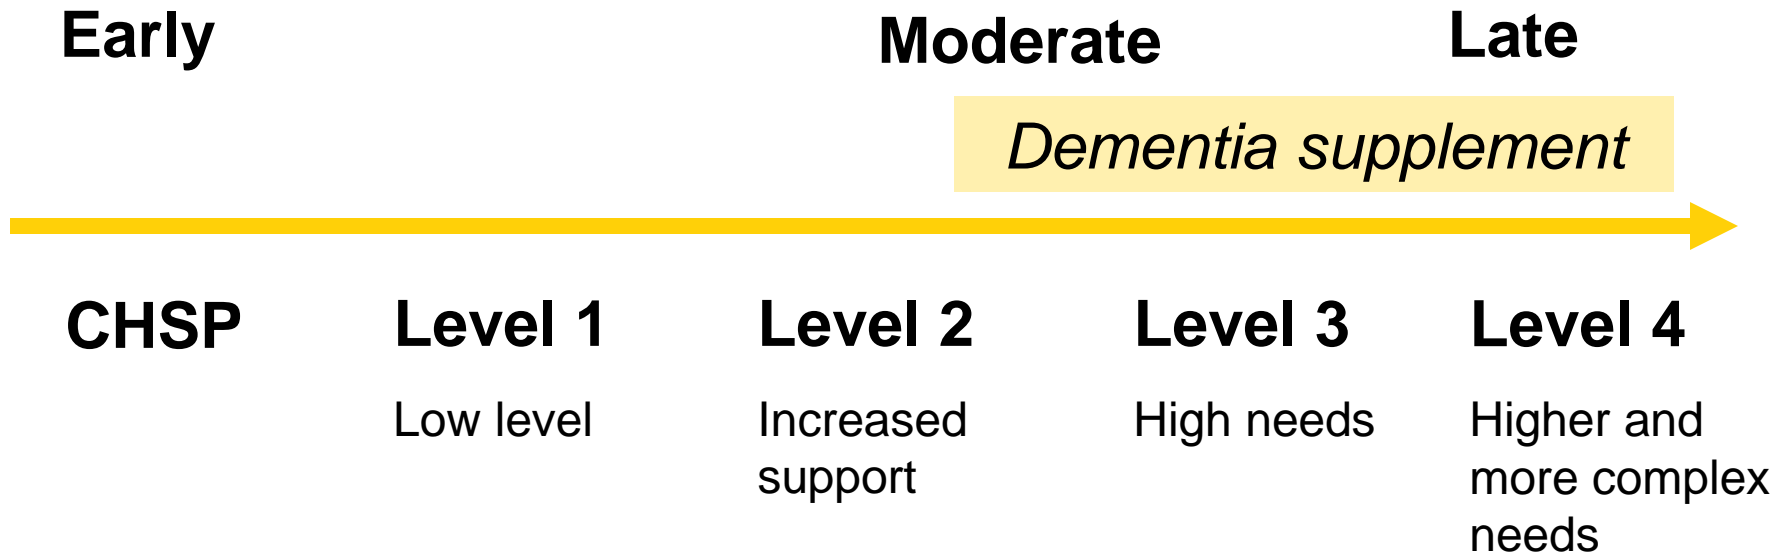 Early
Moderate
Late
Dementia supplement
CHSP
Level 1
Level 2
Level 3
Level 4
Low level
Increased
support
High needs
Higher and
more complex
needs